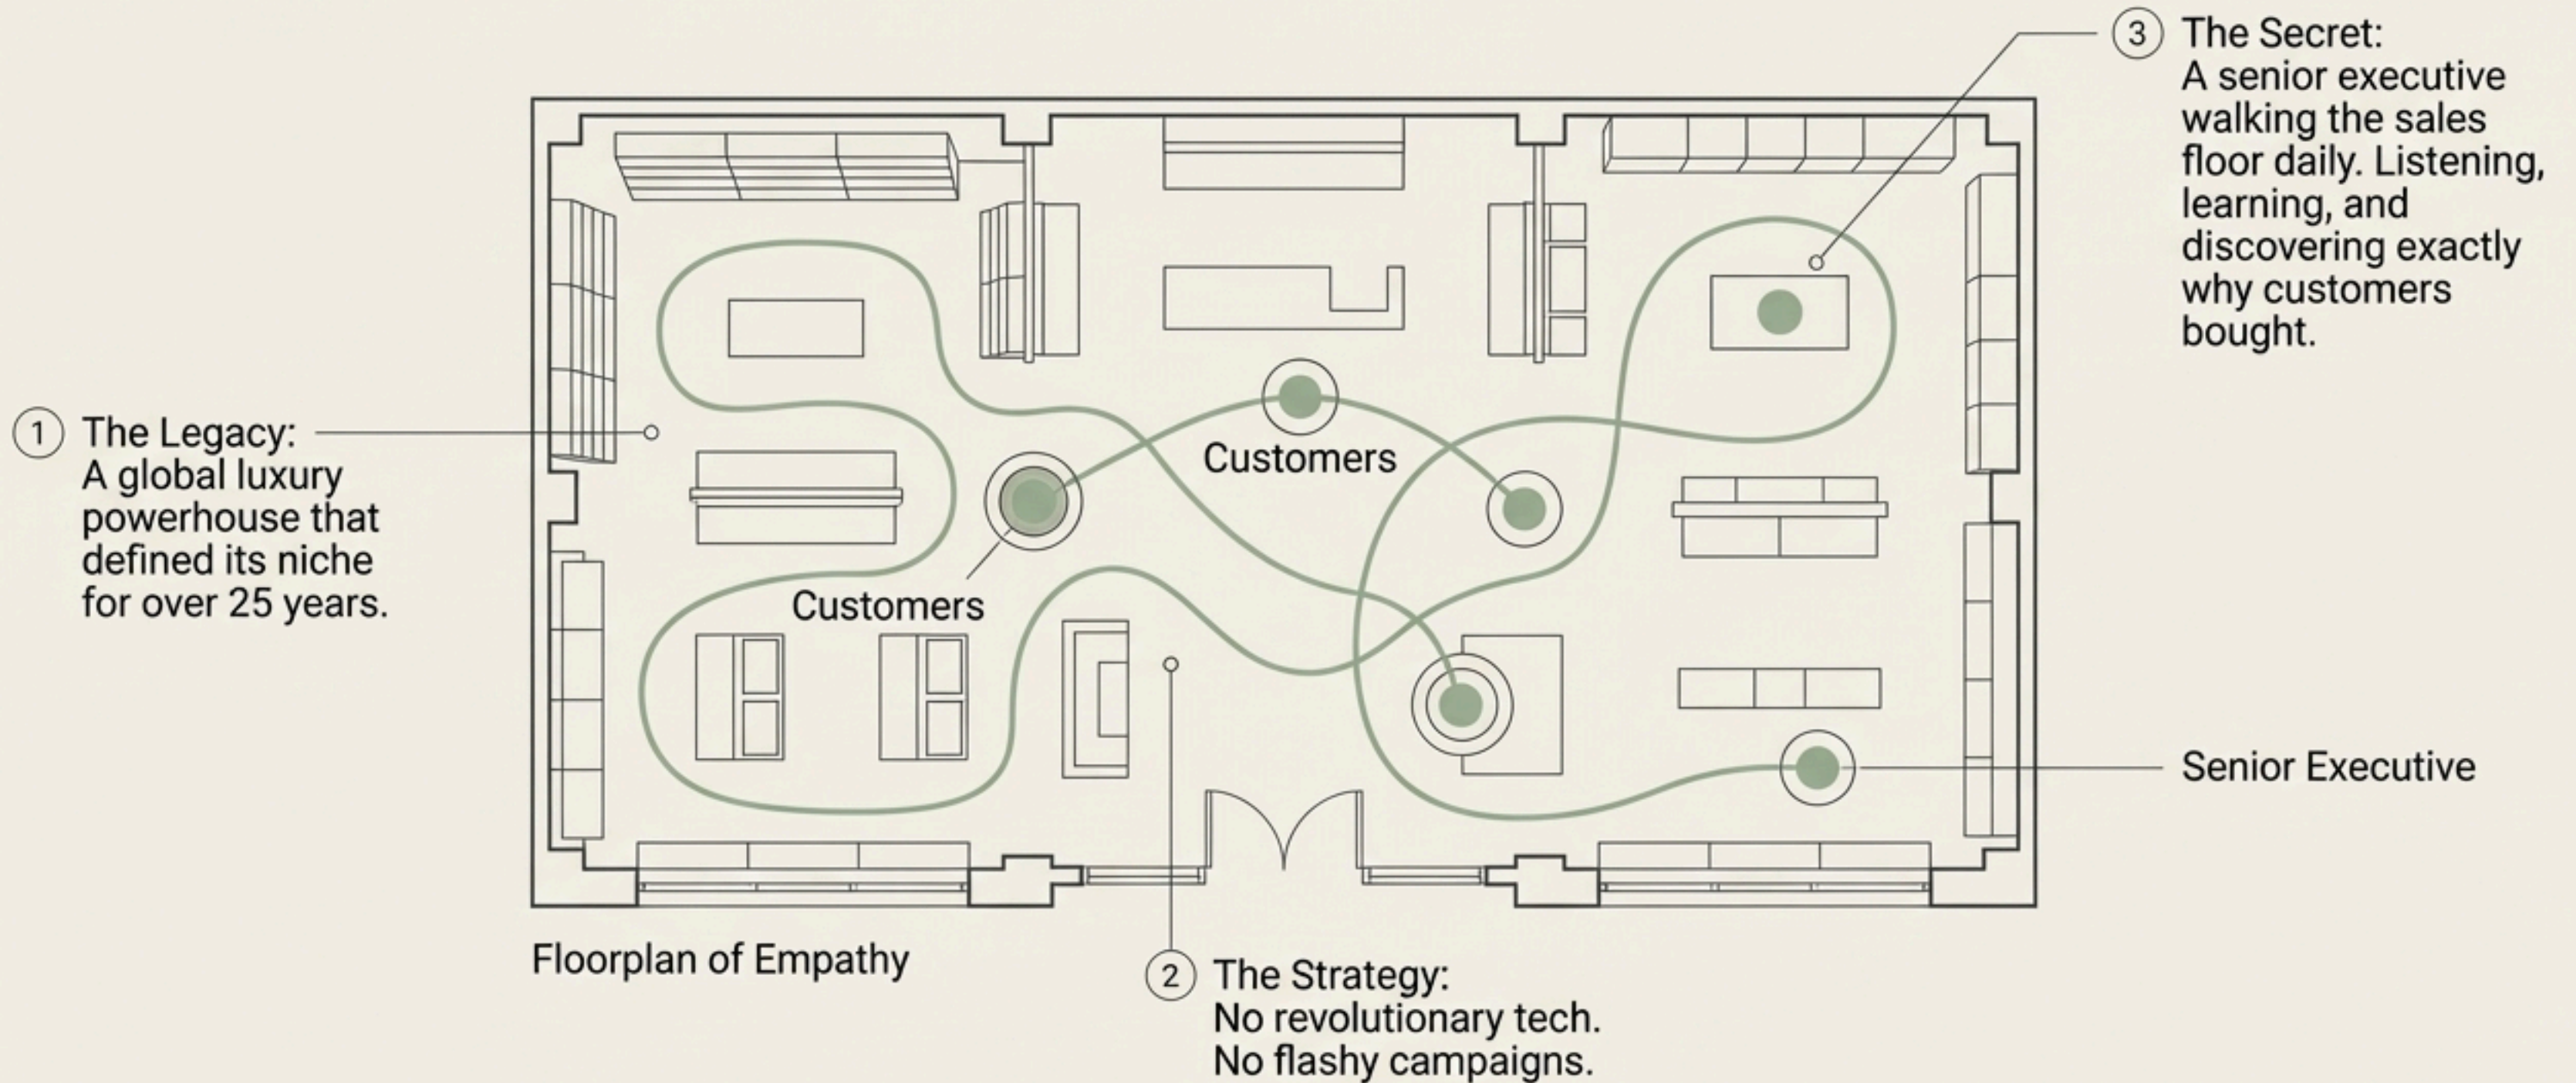 1
The Legacy:
A global luxury
powerhouse that
defined its niche
for over 25 years.
Customers
Customers
3
The Secret:
A senior executive
walking the sales
floor daily. Listening,
learning, and
discovering exactly
why customers
bought.
Senior Executive
Floorplan of Empathy
2
The Strategy:
No revolutionary tech.
No flashy campaigns.